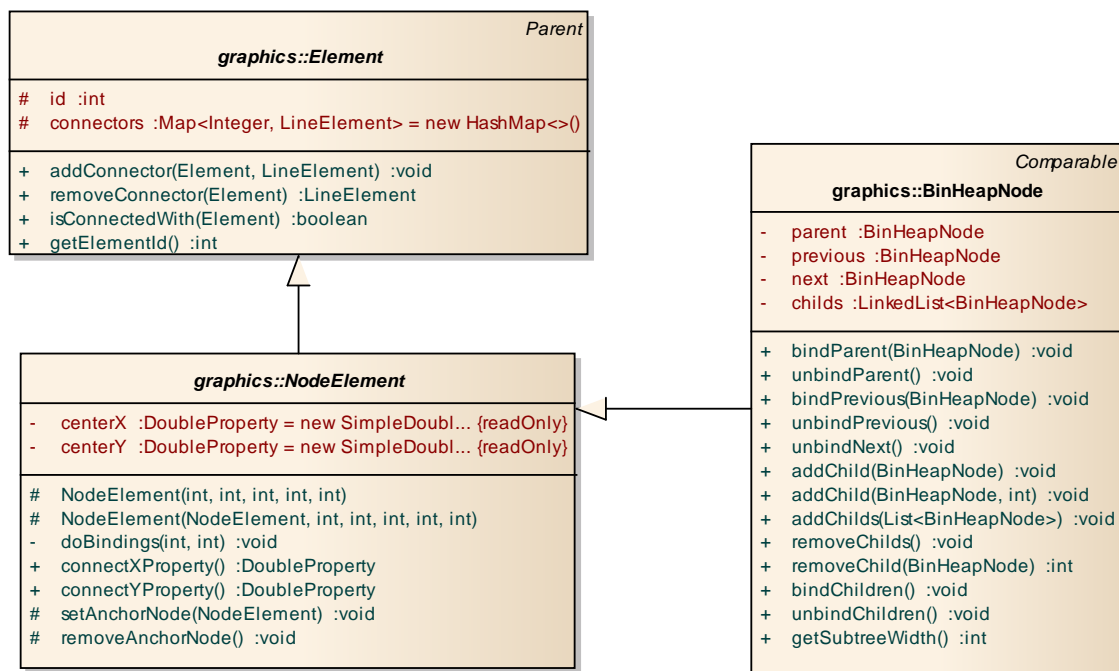 Parent
graphics::Element
# id :int
# connectors :Map<Integer, LineElement> = new HashMap<>()
+ addConnector(Element, LineElement) :void
+ removeConnector(Element) :LineElement
+ isConnectedWith(Element) :boolean
+ getElementId() :int
graphics::NodeElement
- centerX :DoubleProperty = new SimpleDoubl... {readOnly}
- centerY :DoubleProperty = new SimpleDoubl... {readOnly}
# NodeElement(int, int, int, int, int)
# NodeElement(NodeElement, int, int, int, int, int)
- doBindings(int, int) :void
+ connectXProperty() :DoubleProperty
+ connectYProperty() :DoubleProperty
# setAnchorNode(NodeElement) :void
# removeAnchorNode() :void
Comparable
graphics::BinHeapNode
- parent :BinHeapNode
- previous :BinHeapNode
- next :BinHeapNode
- childs :LinkedList<BinHeapNode>
+ bindParent(BinHeapNode) :void
+ unbindParent() :void
+ bindPrevious(BinHeapNode) :void
+ unbindPrevious() :void
+ unbindNext() :void
+ addChild(BinHeapNode) :void
+ addChild(BinHeapNode, int) :void
+ addChilds(List<BinHeapNode>) :void
+ removeChilds() :void
+ removeChild(BinHeapNode) :int
+ bindChildren() :void
+ unbindChildren() :void
+ getSubtreeWidth() :int